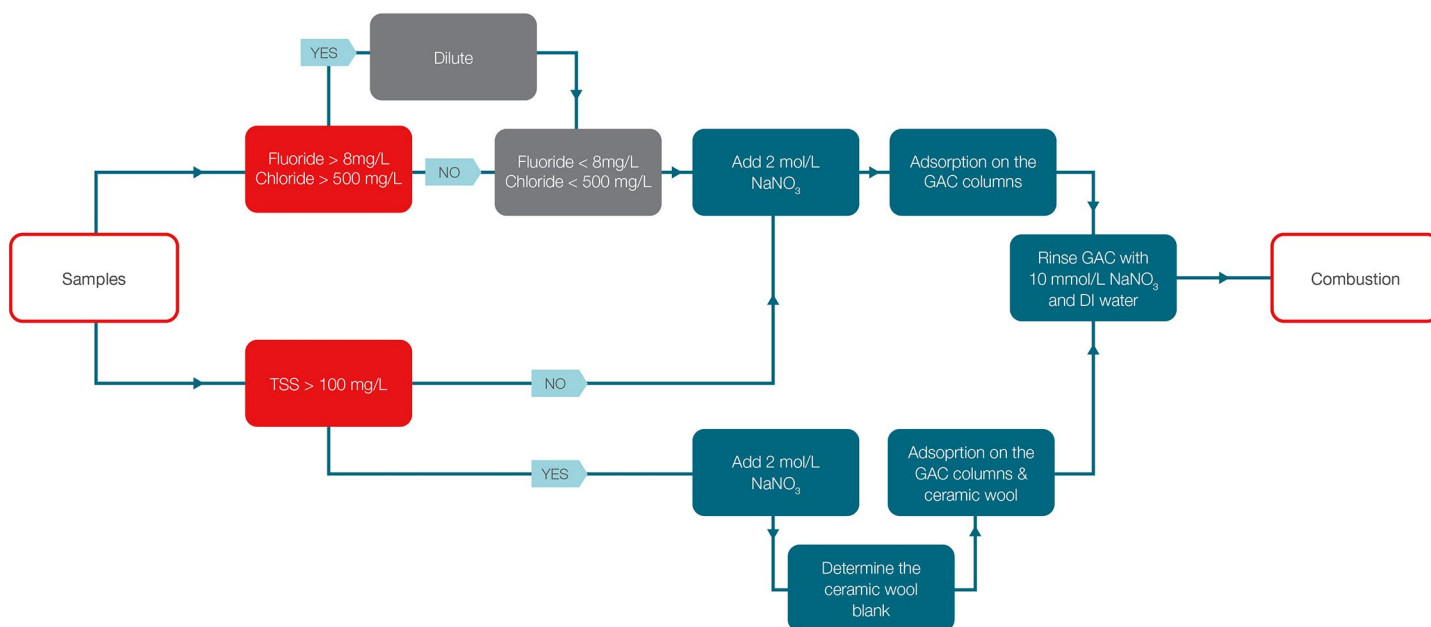 YES
Dilute
Fluoride > 8mg/L
Chloride > 500 mg/L
NO
Fluoride < 8mg/L
Chloride < 500 mg/L
Add 2 mol/L
NaNO₃
Adsorption on the
GAC columns
Samples
Rinse GAC with
10 mmol/L NaNO₃
and DI water
Combustion
TSS > 100 mg/L
NO
YES
Add 2 mol/L
NaNO₃
Adsoprtion on the
GAC columns &
ceramic wool
Determine the
ceramic wool
blank